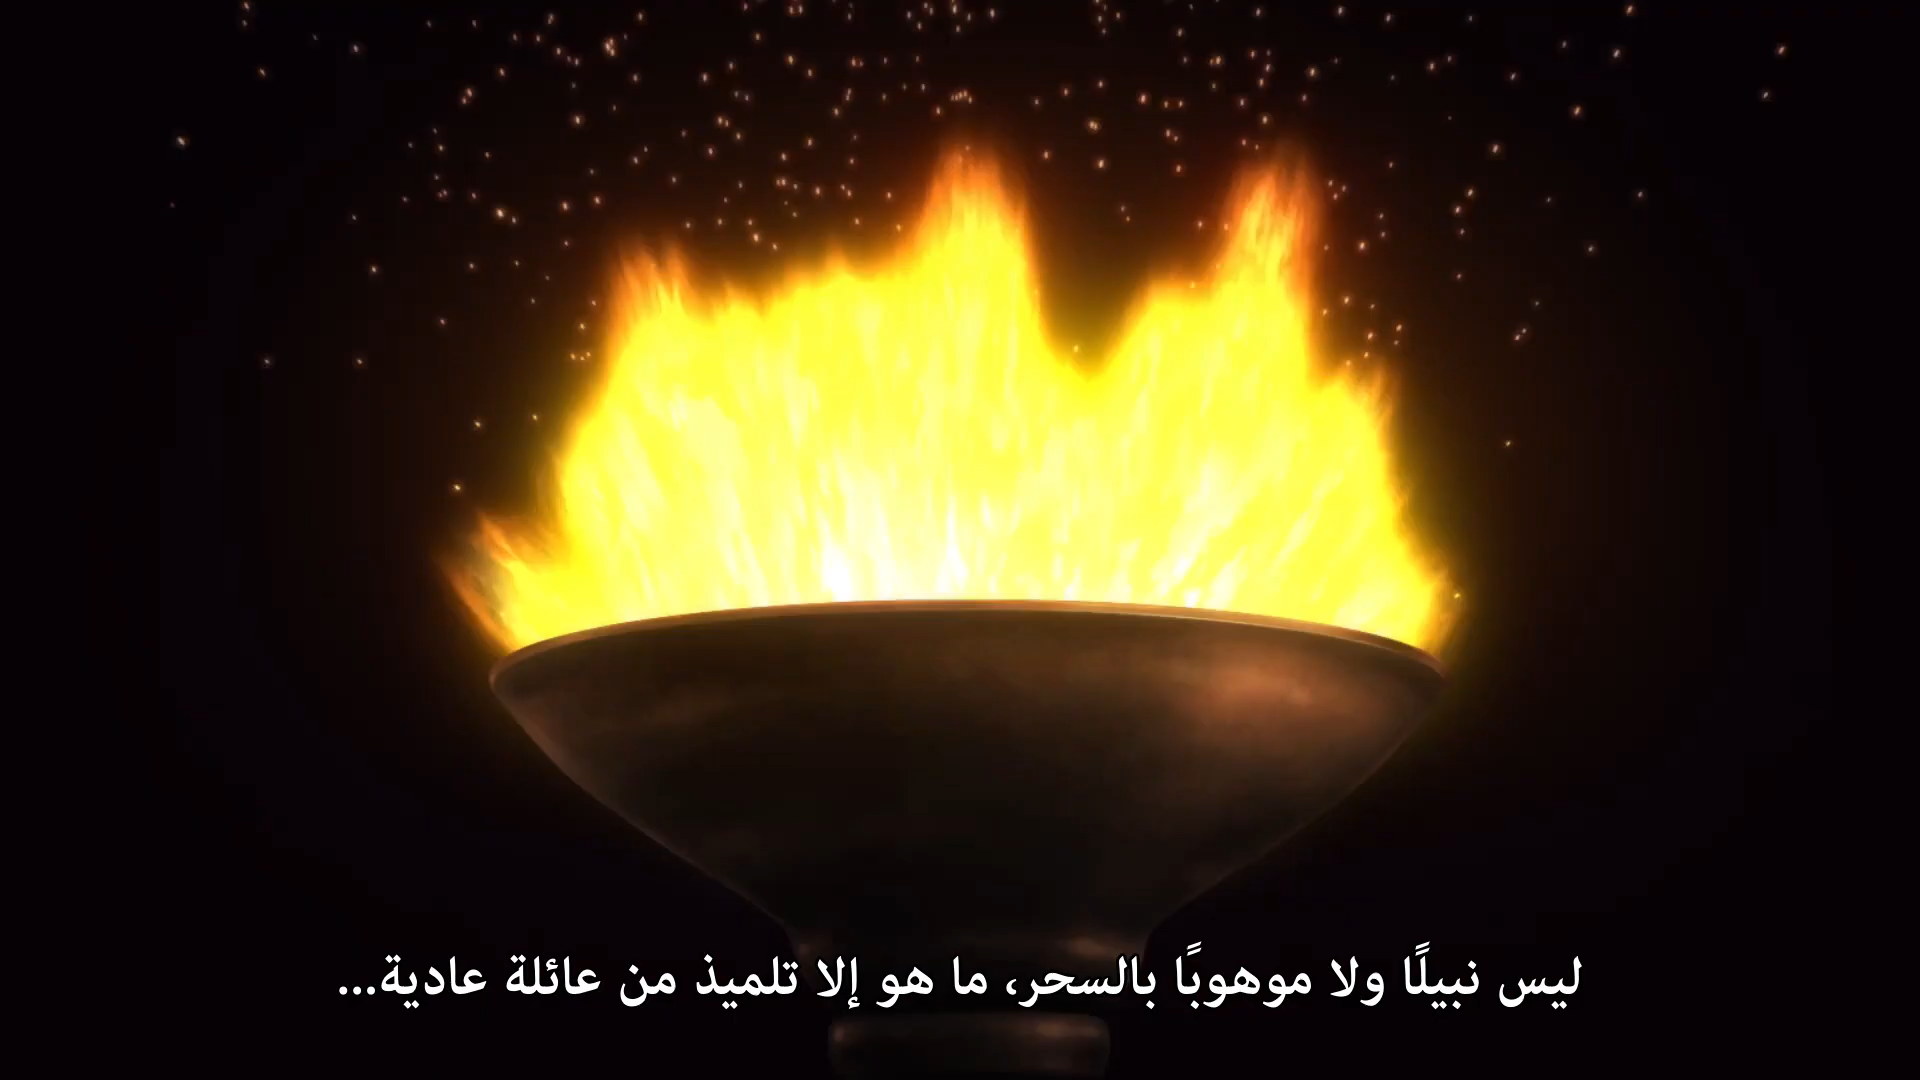 ليس نبيلًا ولا موهوبًا بالسحر، ما هو إلا تلميذ من عائلة عادية...